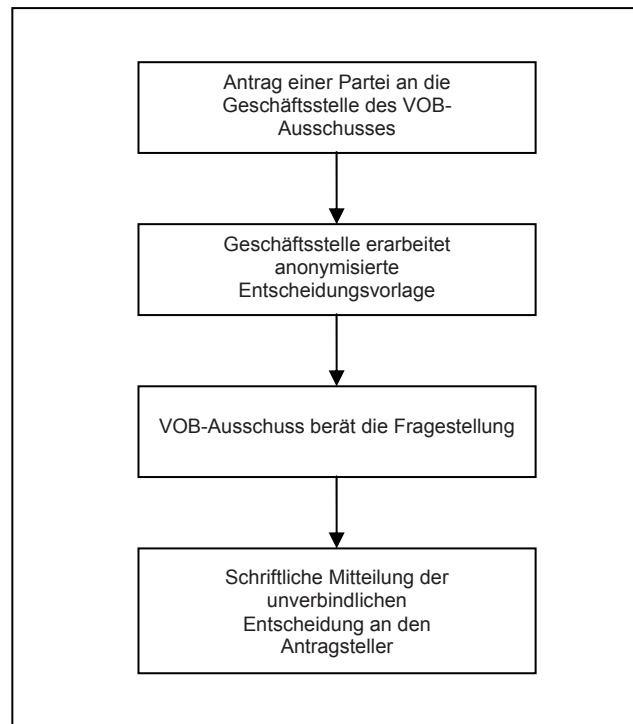 Antrag einer Partei an die
Geschäftsstelle des VOB-
Ausschusses
Geschäftsstelle erarbeitet
anonymisierte
Entscheidungsvorlage
VOB-Ausschuss berät die Fragestellung
Schriftliche Mitteilung der
unverbindlichen
Entscheidung an den
Antragsteller